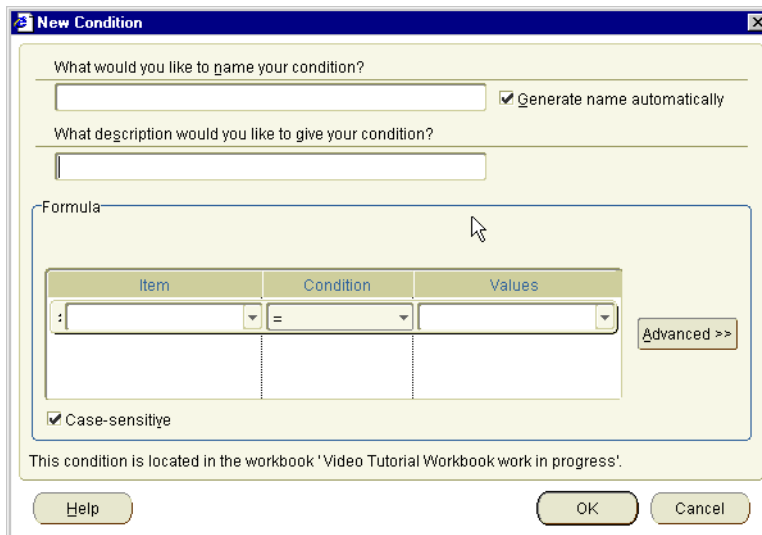 New Condition
What would you like to name your condition?
Generate name automatically
What description would you like to give your condition?
Formula
Item Condition Values
=
Advanced >>
Case-sensitive
This condition is located in the workbook 'Video Tutorial Workbook work in progress'.
Help OK Cancel